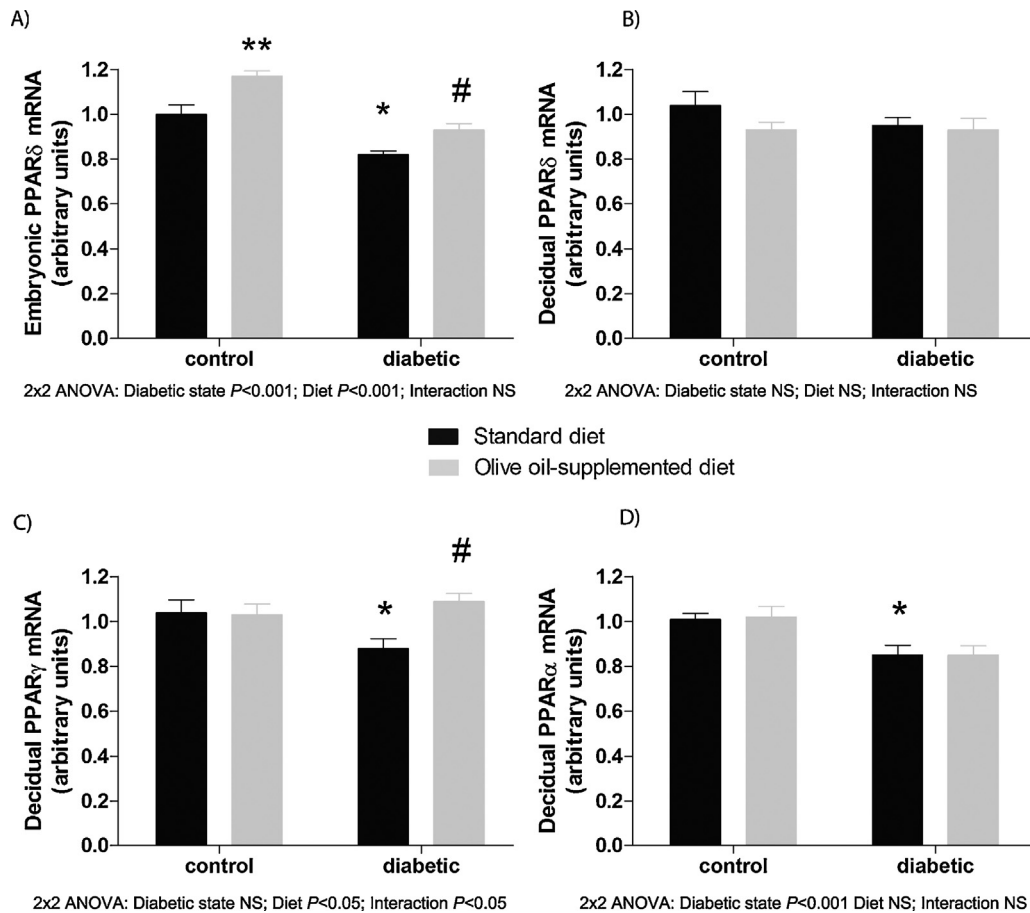 A)
Embryonic PPARδ mRNA
(arbitrary units)
1.2
1.0
0.8
0.6
0.4
0.2
0.0
**
*
#
control diabetic
2x2 ANOVA: Diabetic state P<0.001; Diet P<0.001; Interaction NS
B)
Decidual PPARδ mRNA
(arbitrary units)
1.2
1.0
0.8
0.6
0.4
0.2
0.0
control diabetic
2x2 ANOVA: Diabetic state NS; Diet NS; Interaction NS
Standard diet
Olive oil-supplemented diet
C)
Decidual PPARγ mRNA
(arbitrary units)
1.2
1.0
0.8
0.6
0.4
0.2
0.0
*
#
control diabetic
2x2 ANOVA: Diabetic state NS; Diet P<0.05; Interaction P<0.05
D)
Decidual PPARα mRNA
(arbitrary units)
1.2
1.0
0.8
0.6
0.4
0.2
0.0
*
control diabetic
2x2 ANOVA: Diabetic state P<0.001 Diet NS; Interaction NS